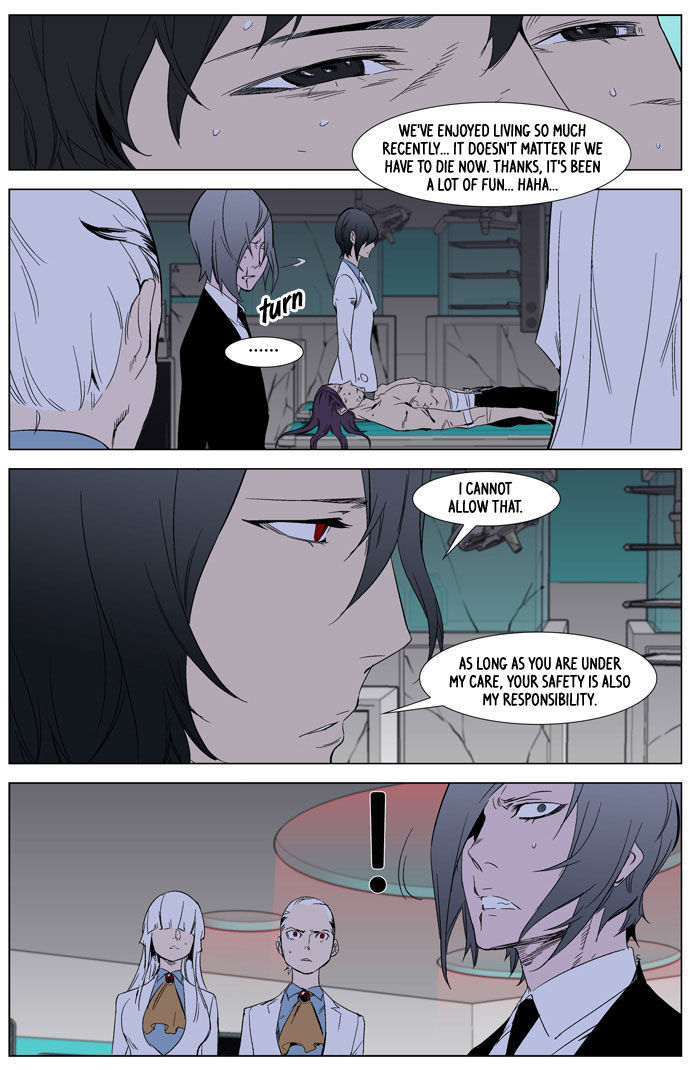 WE'VE ENJOYED LIVING SO MUCH
RECENTLY... IT DOESN'T MATTER IF WE
HAVE TO DIE NOW. THANKS, IT'S BEEN
A LOT OF FUN... HAHA...
turn
......
I CANNOT
ALLOW THAT.
AS LONG AS YOU ARE UNDER
MY CARE, YOUR SAFETY IS ALSO
MY RESPONSIBILITY.
!